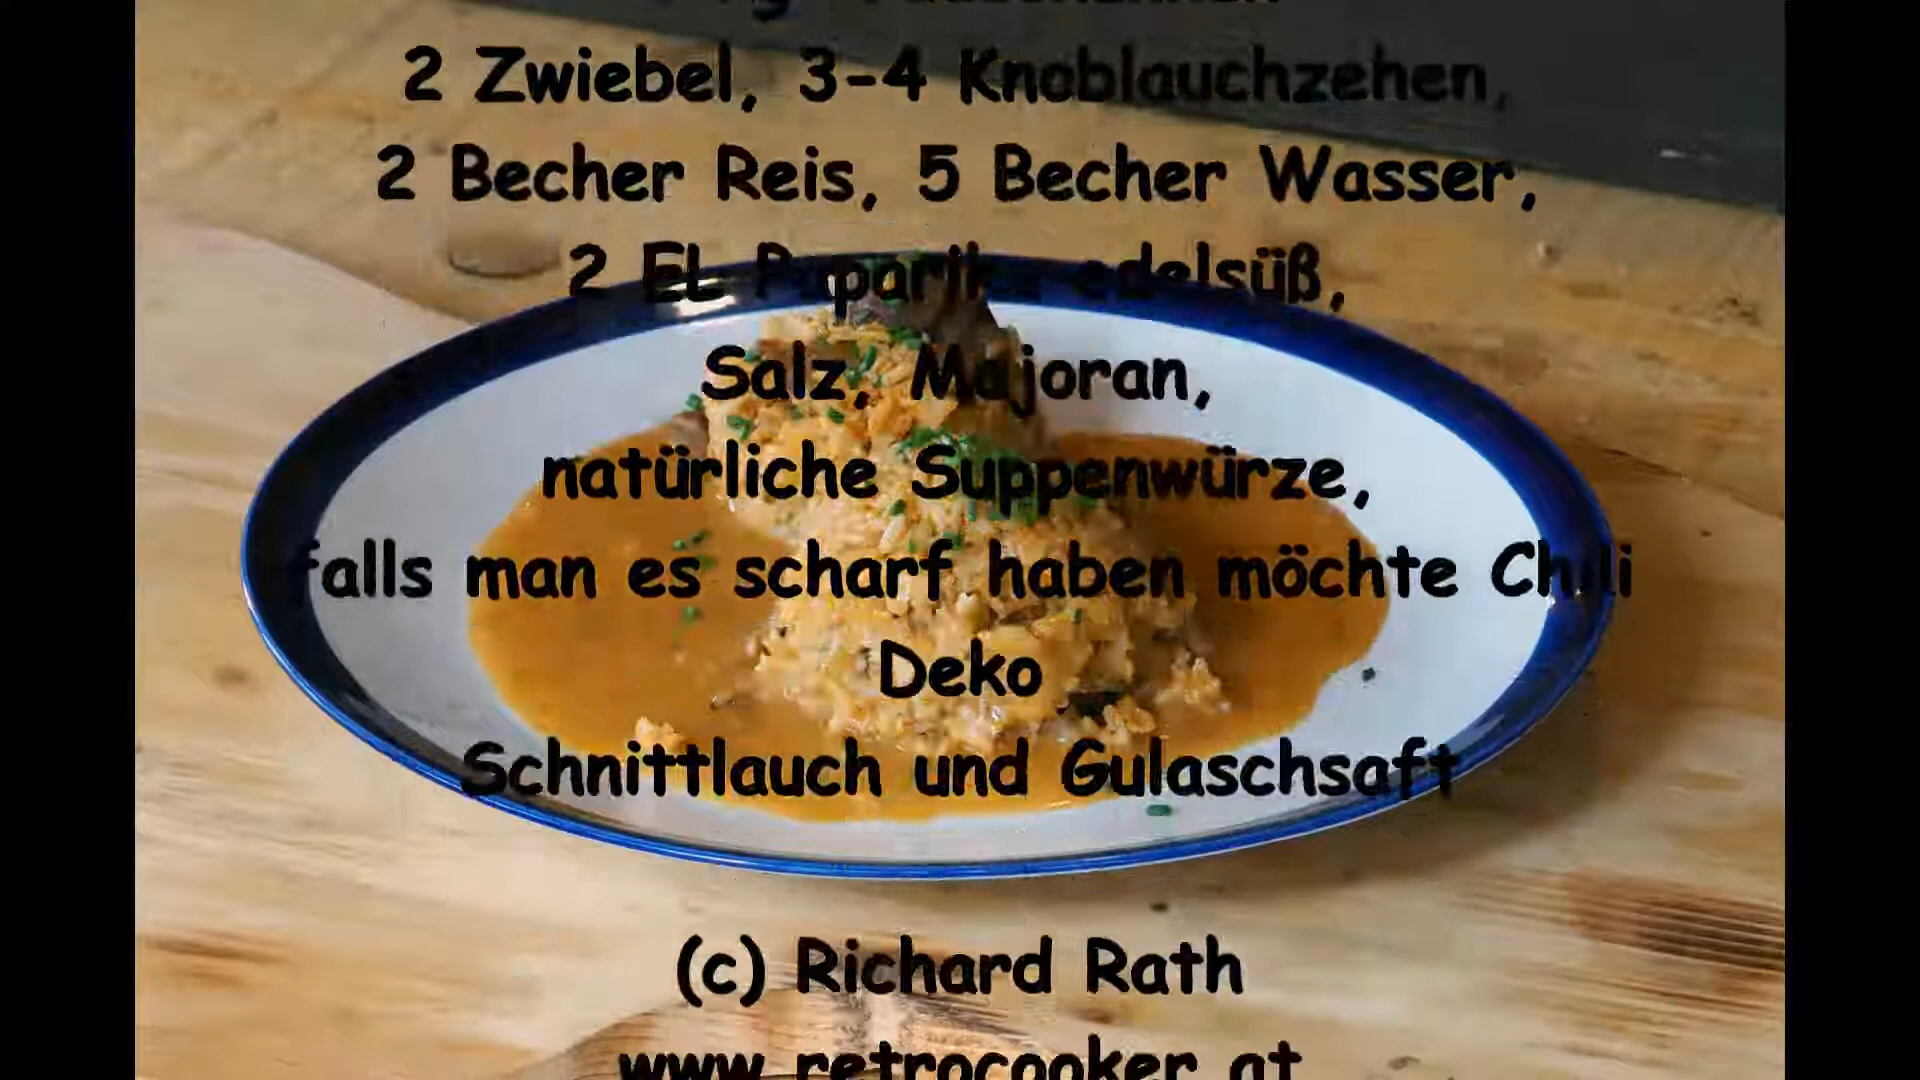 2 Zwiebel, 3-4 Knoblauchzehen,
2 Becher Reis, 5 Becher Wasser,
2 EL edelsüß,
Salz, Majoran,
natürliche Suppenwürze,
falls man es scharf haben möchte Chili
Deko
Schnittlauch und Gulaschsaft
(c) Richard Rath
www.retrocooker.at